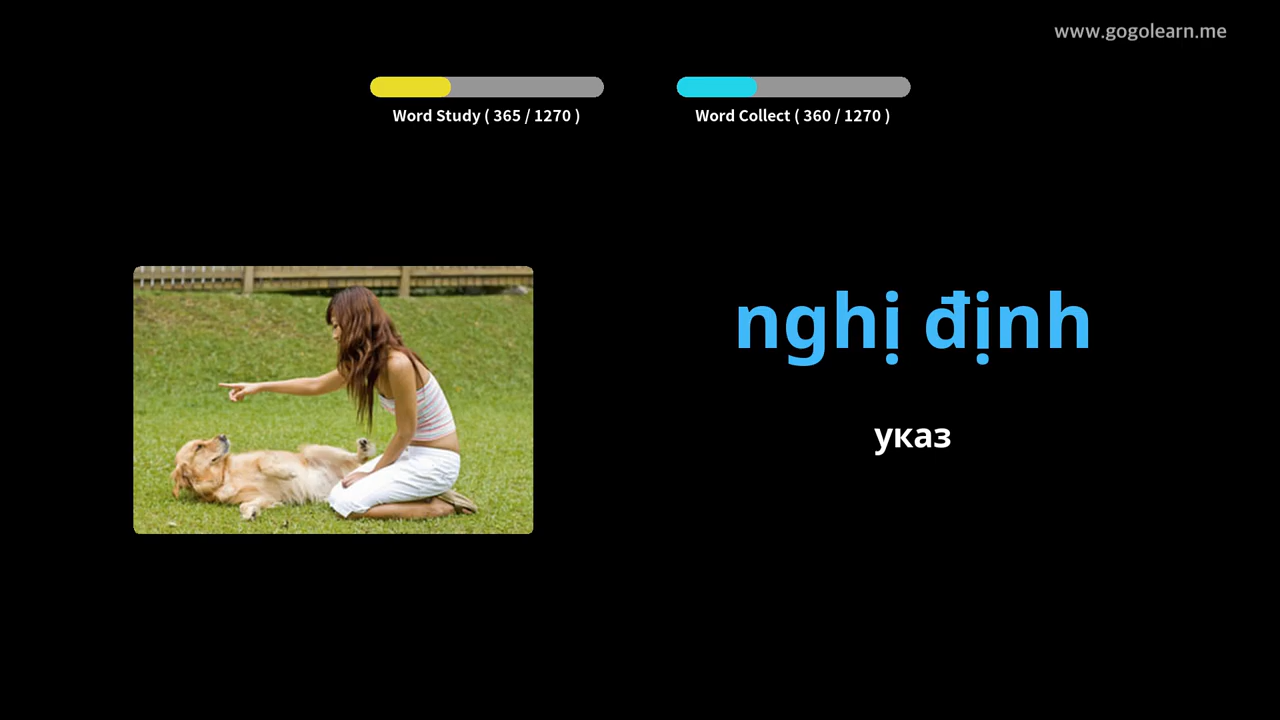 www.gogolearn.me
Word Study ( 365 / 1270 )
Word Collect ( 360 / 1270 )
nghị định
указ